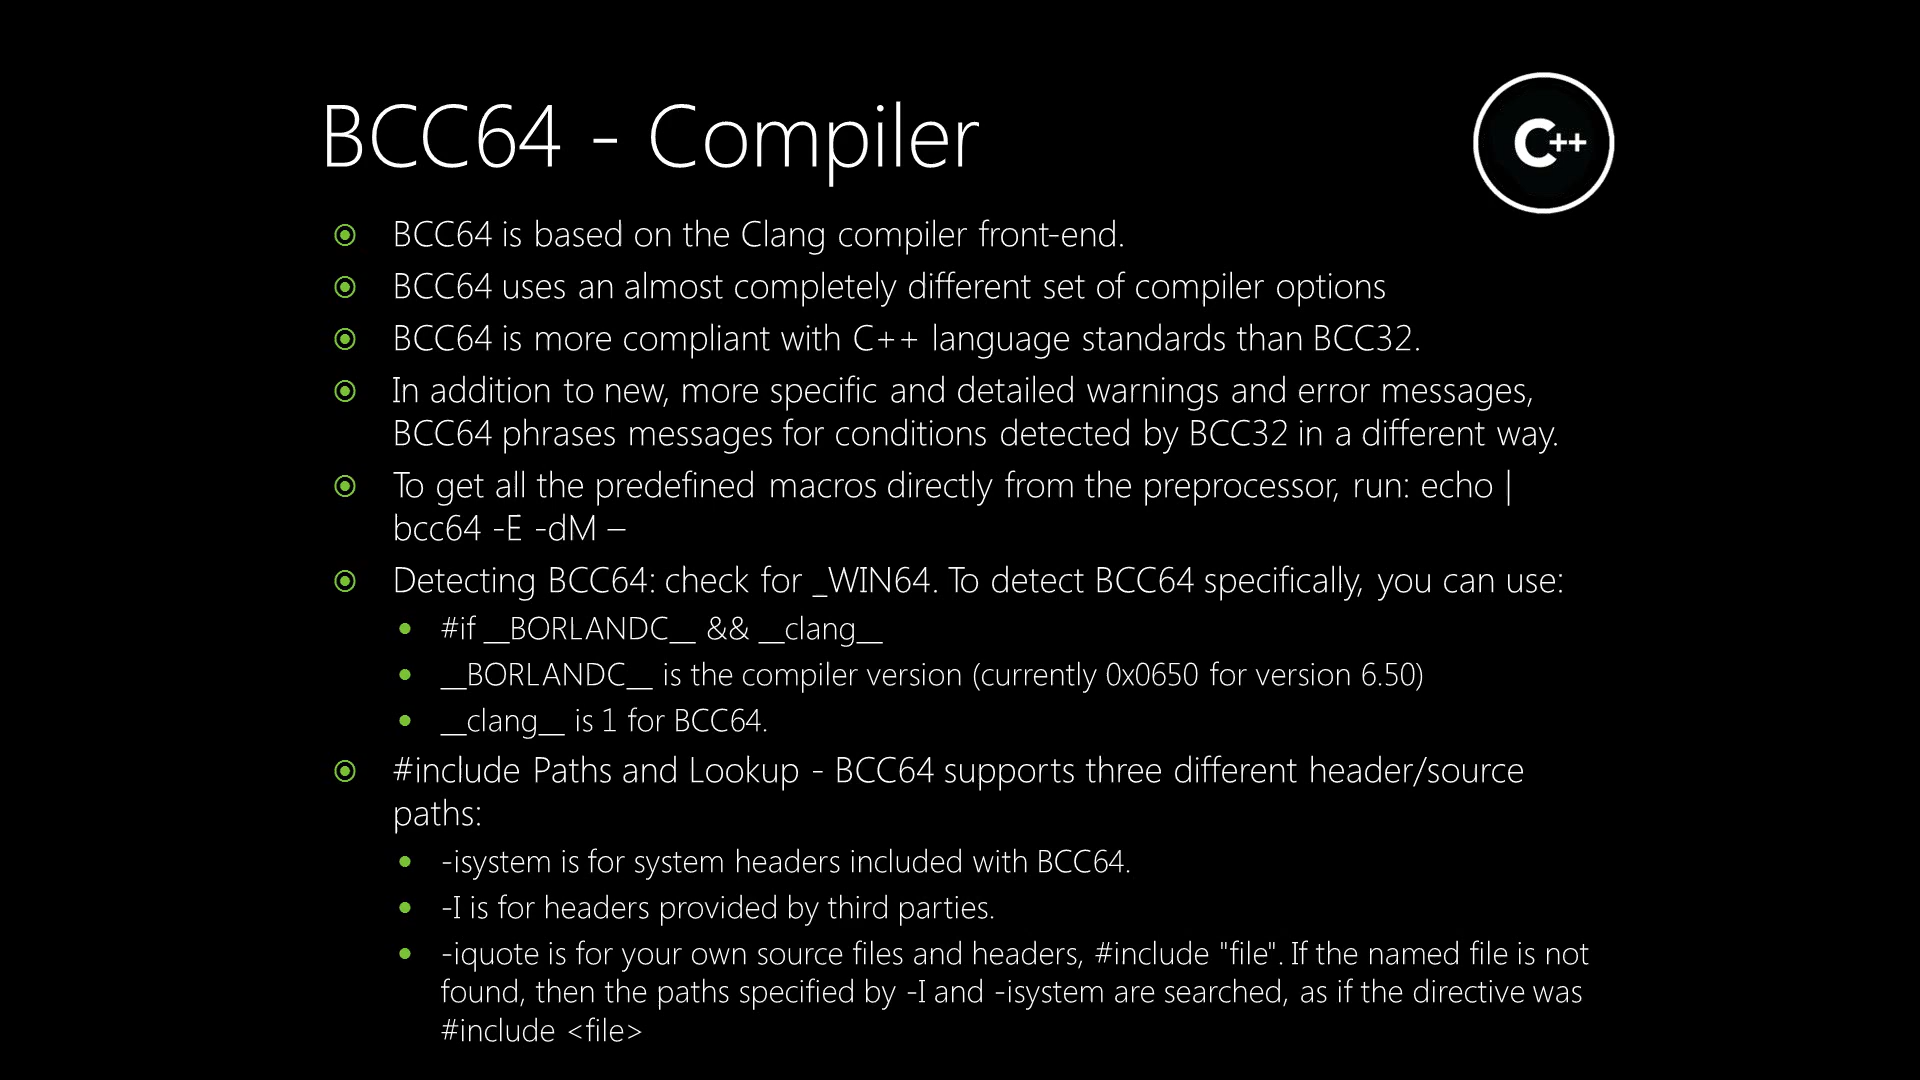 BCC64 - Compiler
C++
BCC64 is based on the Clang compiler front-end.
BCC64 uses an almost completely different set of compiler options
BCC64 is more compliant with C++ language standards than BCC32.
In addition to new, more specific and detailed warnings and error messages,
BCC64 phrases messages for conditions detected by BCC32 in a different way.
To get all the predefined macros directly from the preprocessor, run: echo |
bcc64 -E -dM –
Detecting BCC64: check for _WIN64. To detect BCC64 specifically, you can use:
#if __BORLANDC__ && __clang__
__BORLANDC__ is the compiler version (currently 0x0650 for version 6.50)
__clang__ is 1 for BCC64.
#include Paths and Lookup - BCC64 supports three different header/source
paths:
-isystem is for system headers included with BCC64.
-I is for headers provided by third parties.
-iquote is for your own source files and headers, #include "file". If the named file is not
found, then the paths specified by -I and -isystem are searched, as if the directive was
#include <file>